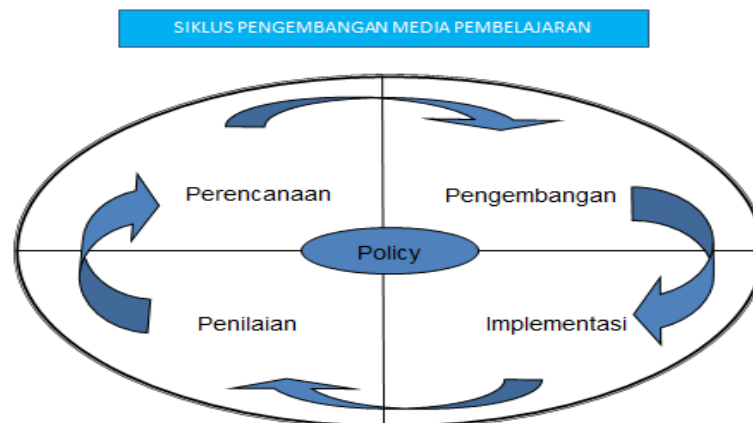 SIKLUS PENGEMBANGAN MEDIA PEMBELAJARAN
Perencanaan
Pengembangan
Policy
Penilaian
Implementasi